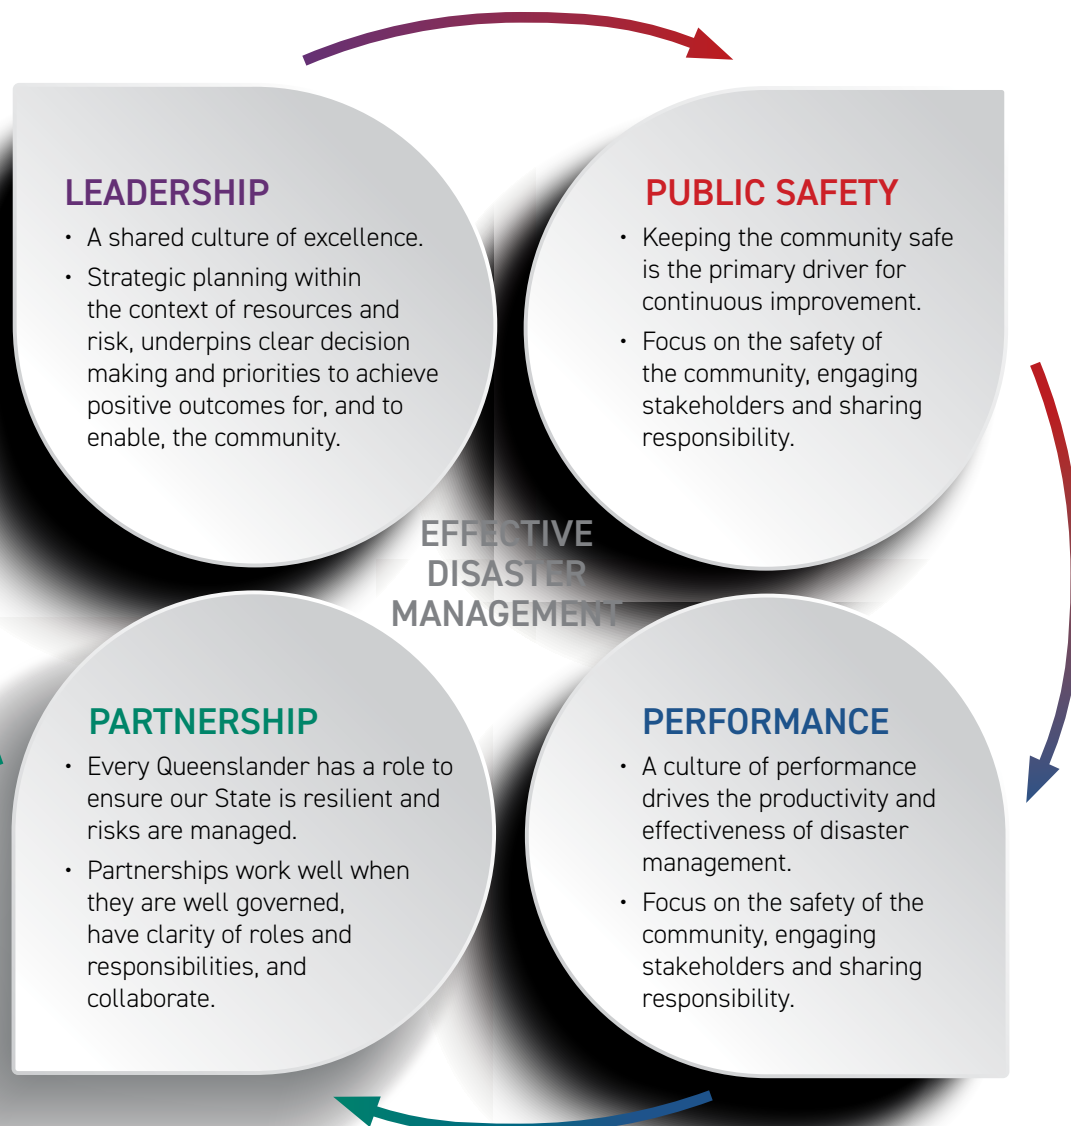 LEADERSHIP
• A shared culture of excellence.
• Strategic planning within
the context of resources and
risk, underpins clear decision
making and priorities to achieve
positive outcomes for, and to
enable, the community.
PUBLIC SAFETY
• Keeping the community safe
is the primary driver for
continuous improvement.
• Focus on the safety of
the community, engaging
stakeholders and sharing
responsibility.
EFFECTIVE
DISASTER
MANAGEMENT
PARTNERSHIP
• Every Queenslander has a role to
ensure our State is resilient and
risks are managed.
• Partnerships work well when
they are well governed,
have clarity of roles and
responsibilities, and
collaborate.
PERFORMANCE
• A culture of performance
drives the productivity and
effectiveness of disaster
management.
• Focus on the safety of the
community, engaging
stakeholders and sharing
responsibility.